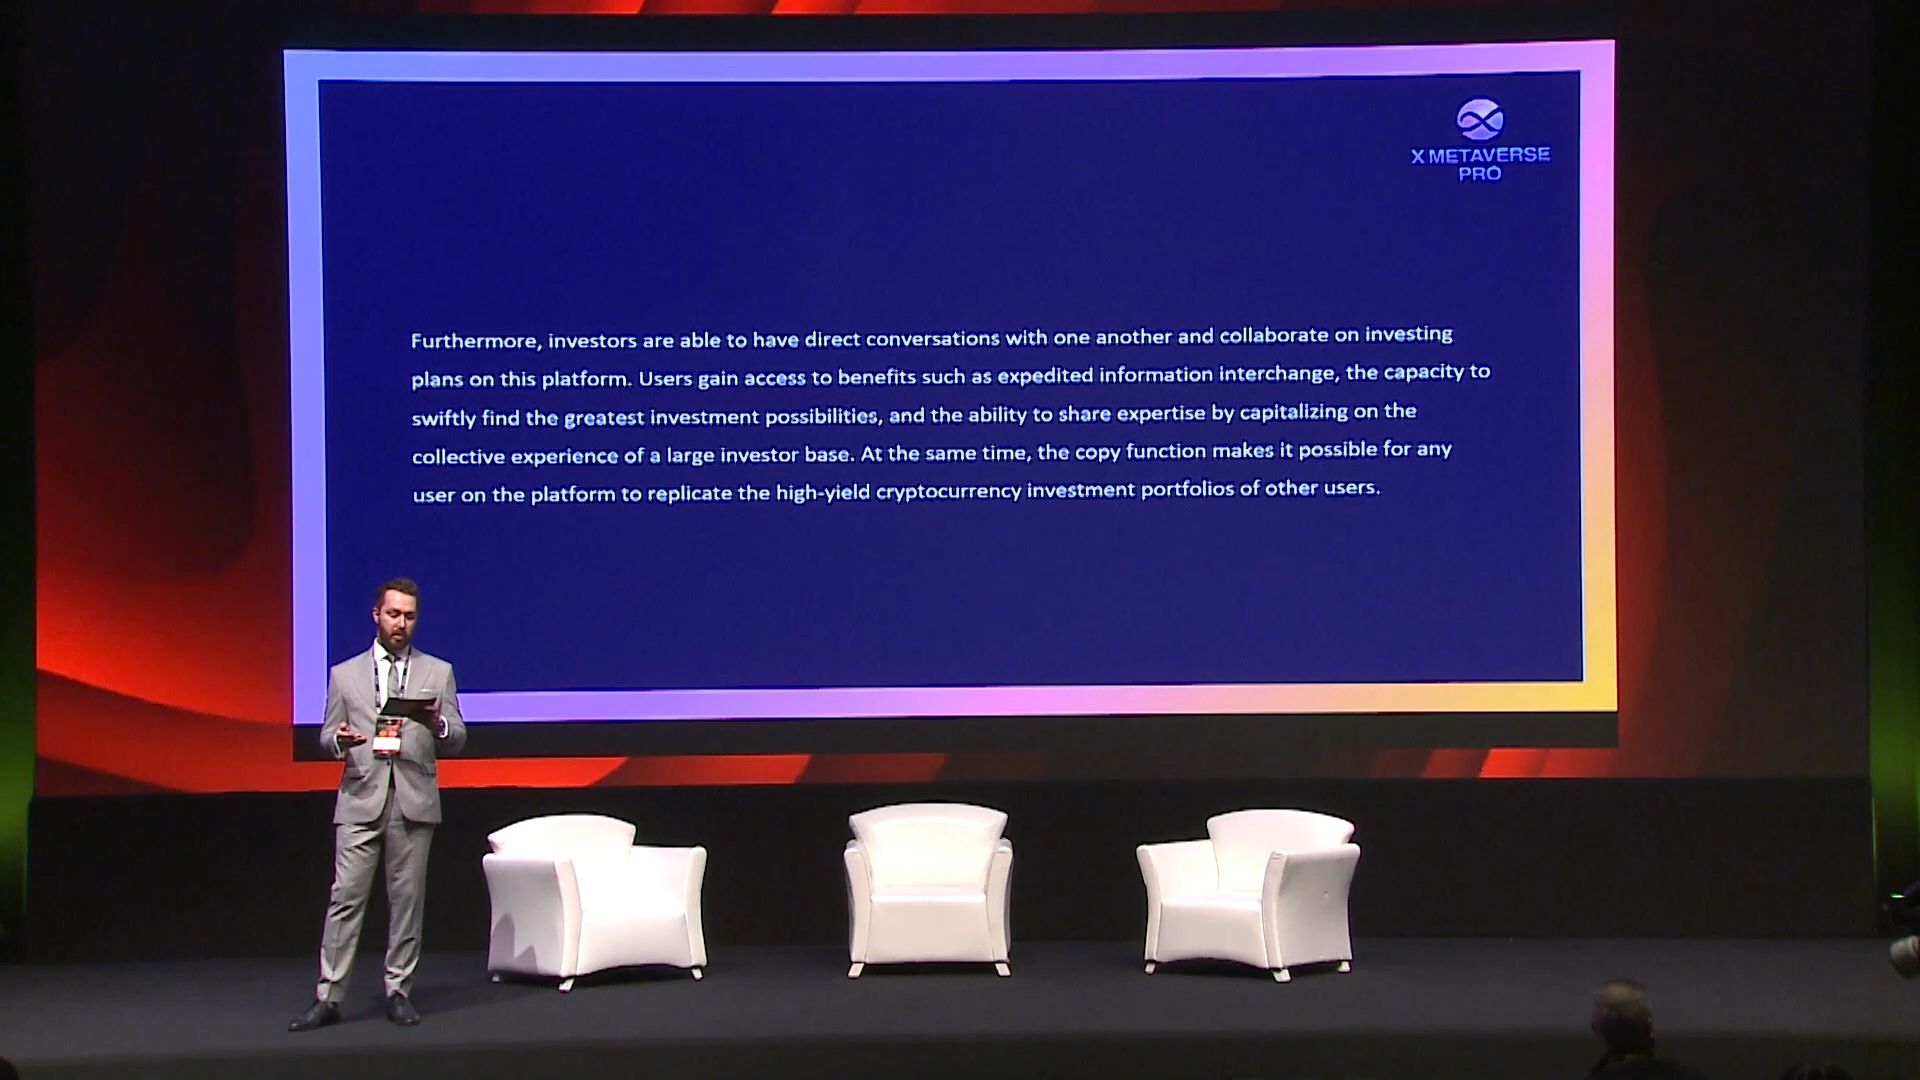 X METAVERSE
PRO
Furthermore, investors are able to have direct conversations with one another and collaborate on investing
plans on this platform. Users gain access to benefits such as expedited information interchange, the capacity to
swiftly find the greatest investment possibilities, and the ability to share expertise by capitalizing on the
collective experience of a large investor base. At the same time, the copy function makes it possible for any
user on the platform to replicate the high-yield cryptocurrency investment portfolios of other users.